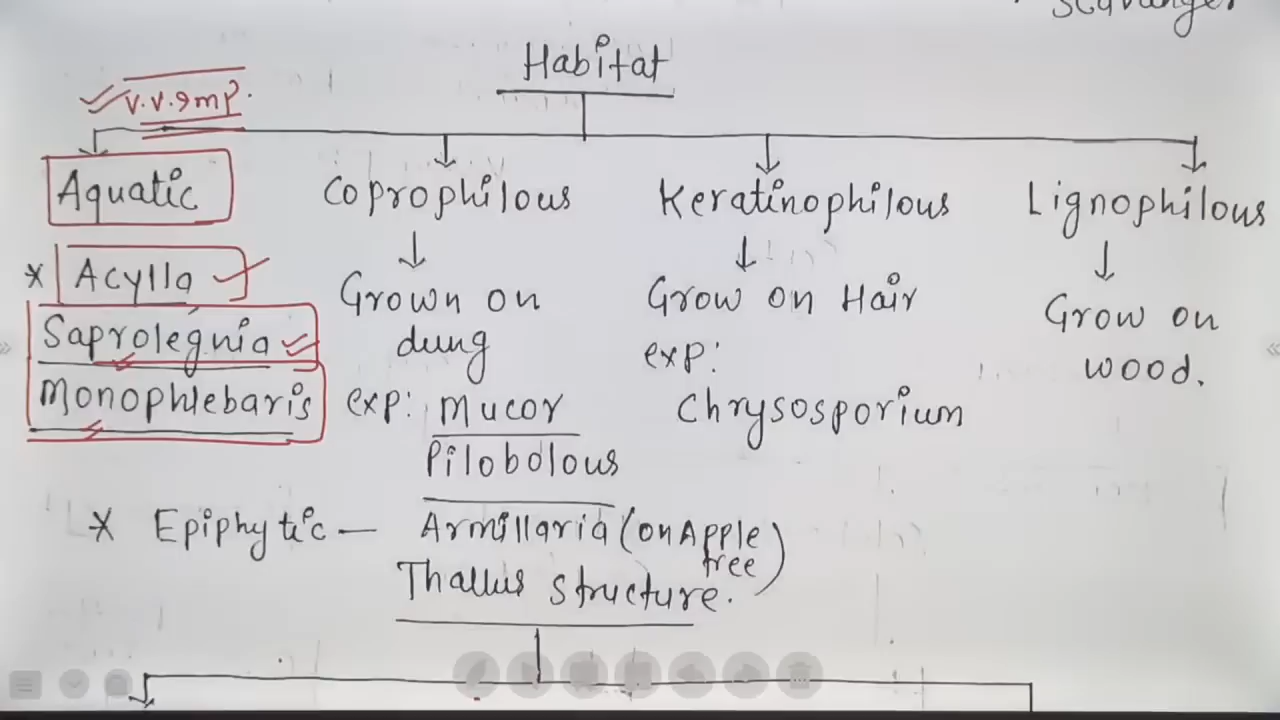 Scavanger
Habitat
v.v.imp.
Aquatic
Coprophilous
Keratinophilous
Lignophilous
* Acylla
Saprolegnia
Monophlebaris
Grown on
dung
exp: Mucor
Pilobolous
Grow on Hair
exp:
Chrysosporium
Grow on
wood.
* Epiphytic — Armillaria (on Apple
tree)
Thallus structure.